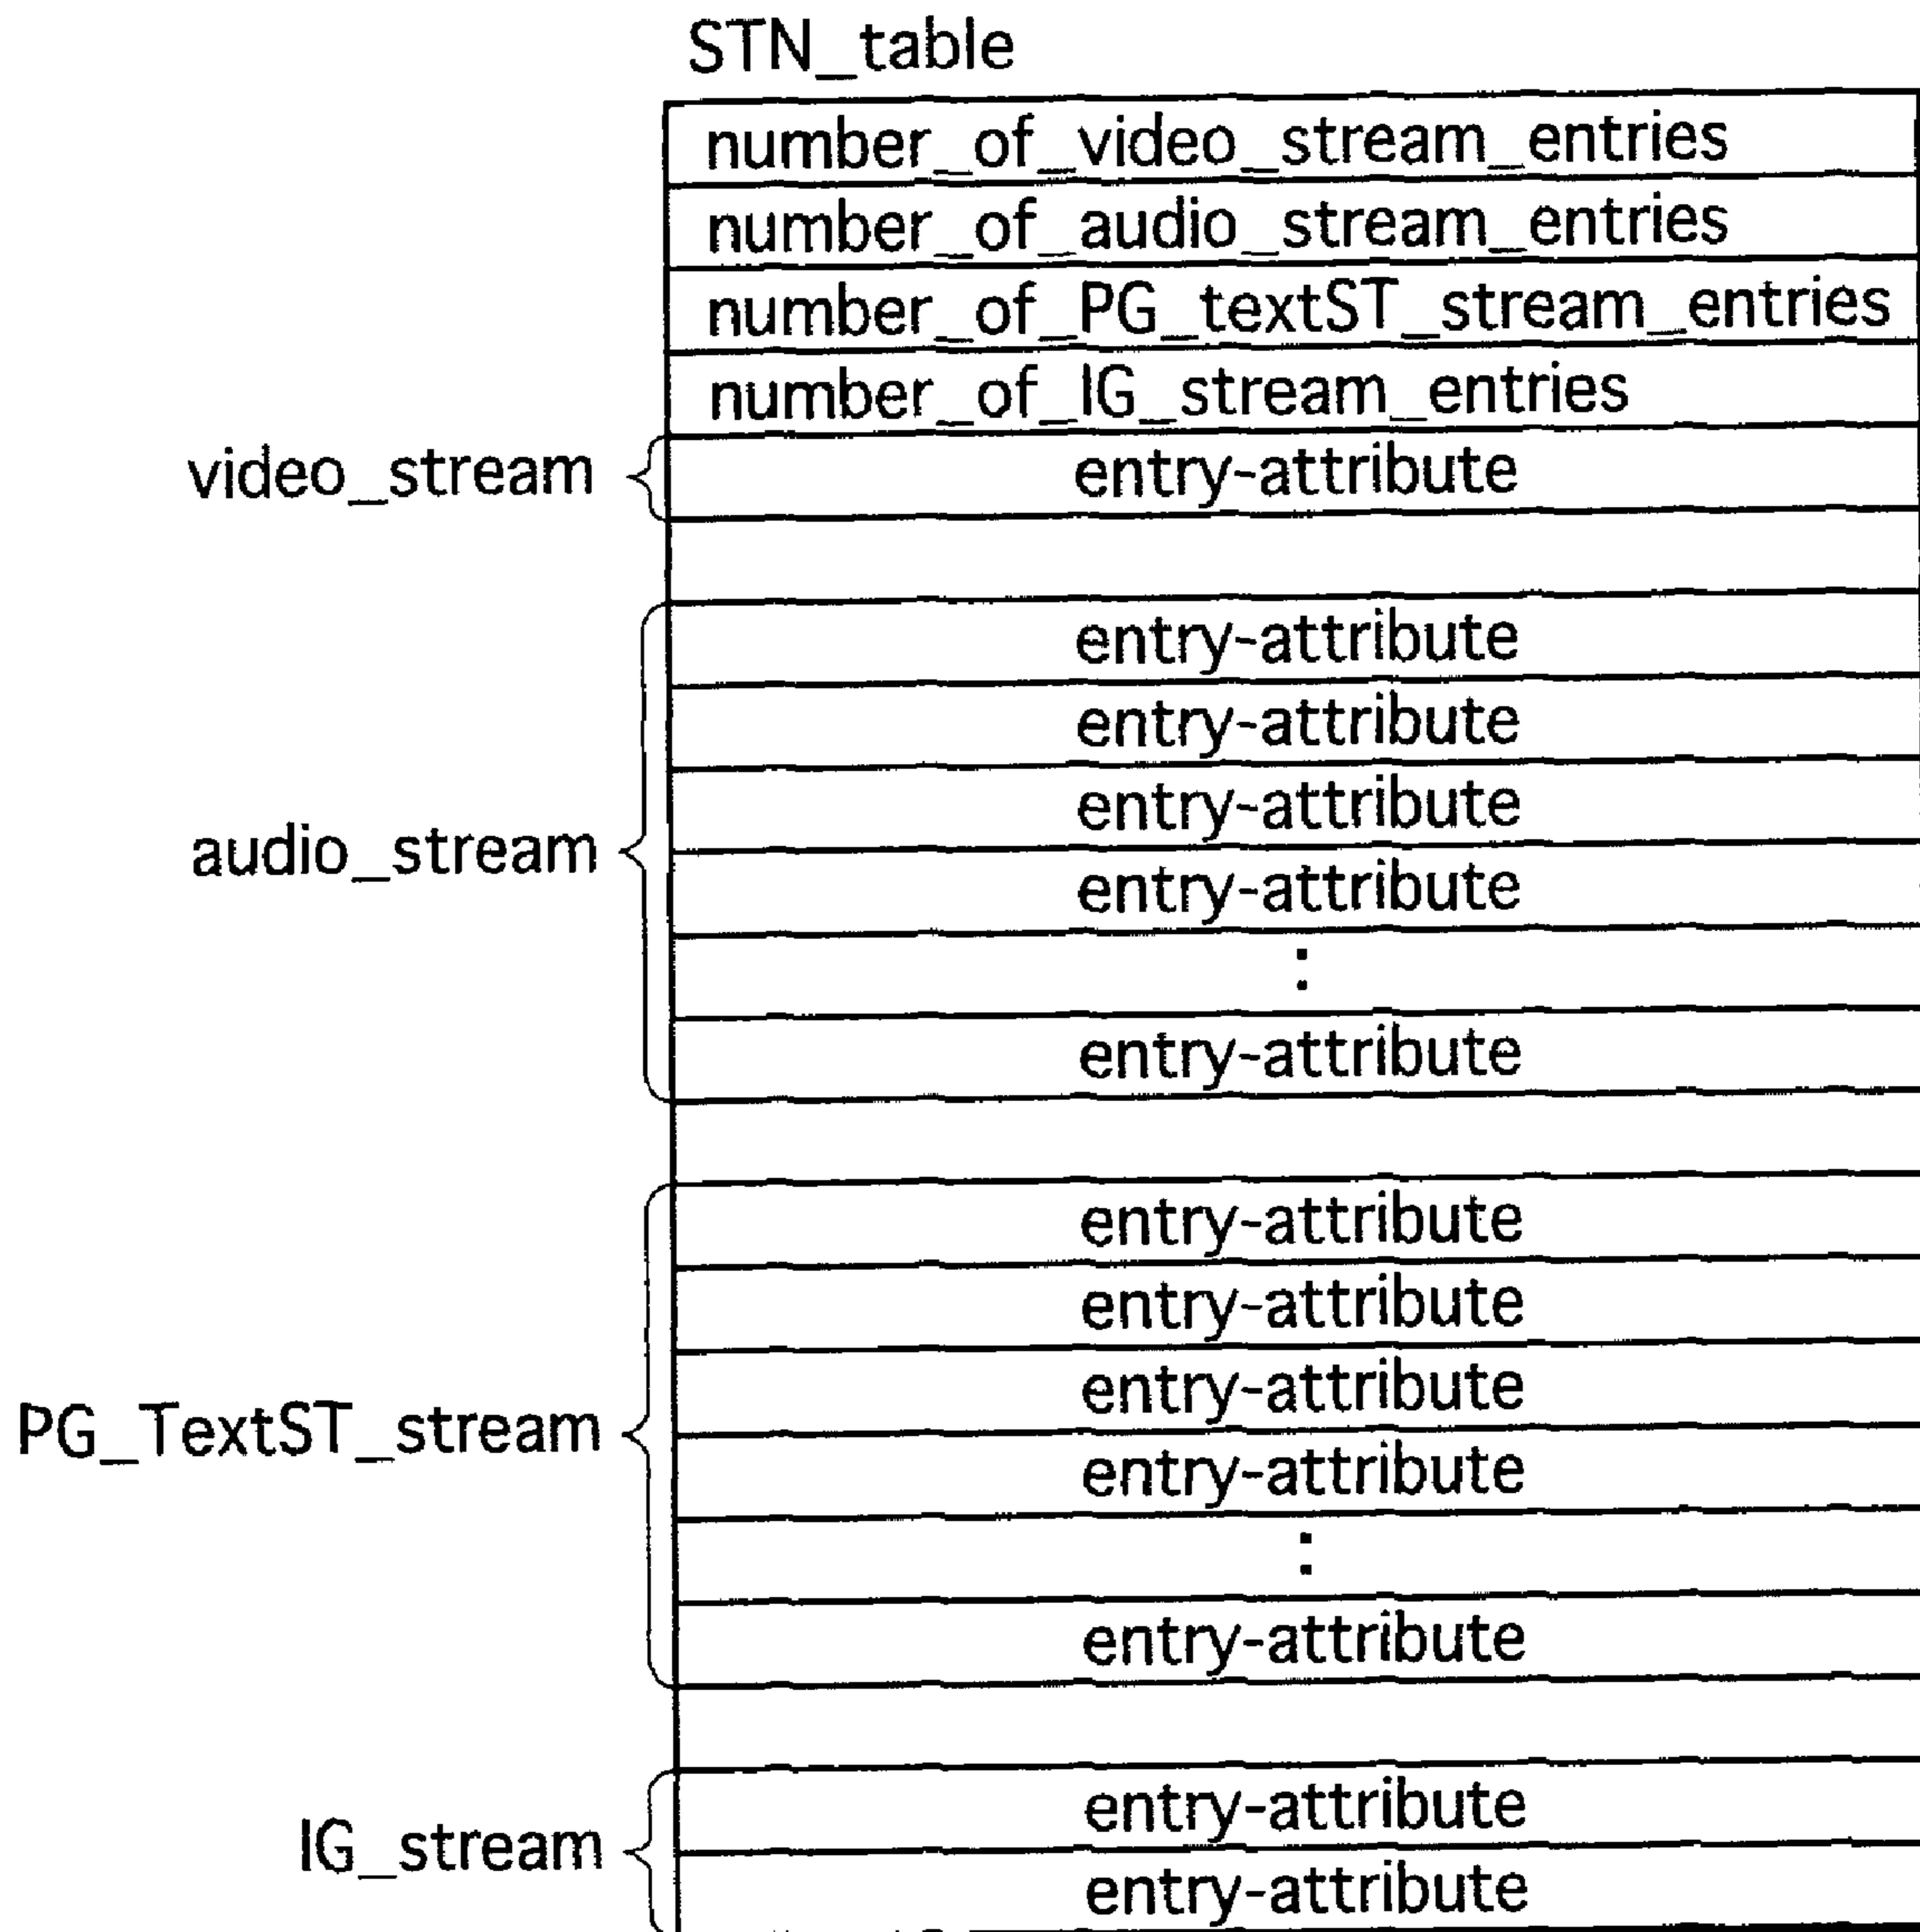 STN_table
number_of_video_stream_entries
number_of_audio_stream_entries
number_of_PG_textST_stream_entries
number_of_IG_stream_entries
video_stream
entry-attribute
entry-attribute
entry-attribute
entry-attribute
audio_stream
entry-attribute
:
entry-attribute
entry-attribute
entry-attribute
entry-attribute
PG_TextST_stream
entry-attribute
:
entry-attribute
entry-attribute
IG_stream
entry-attribute